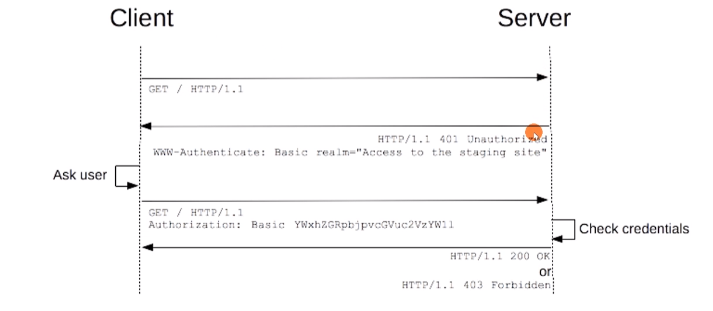 Client
Server
GET / HTTP/1.1
HTTP/1.1 401 Unauthorized
WWW-Authenticate: Basic realm="Access to the staging site"
Ask user
GET / HTTP/1.1
Authorization: Basic YWxhZGRpbjpvcGVuc2VzYW1l
Check credentials
HTTP/1.1 200 OK
or
HTTP/1.1 403 Forbidden